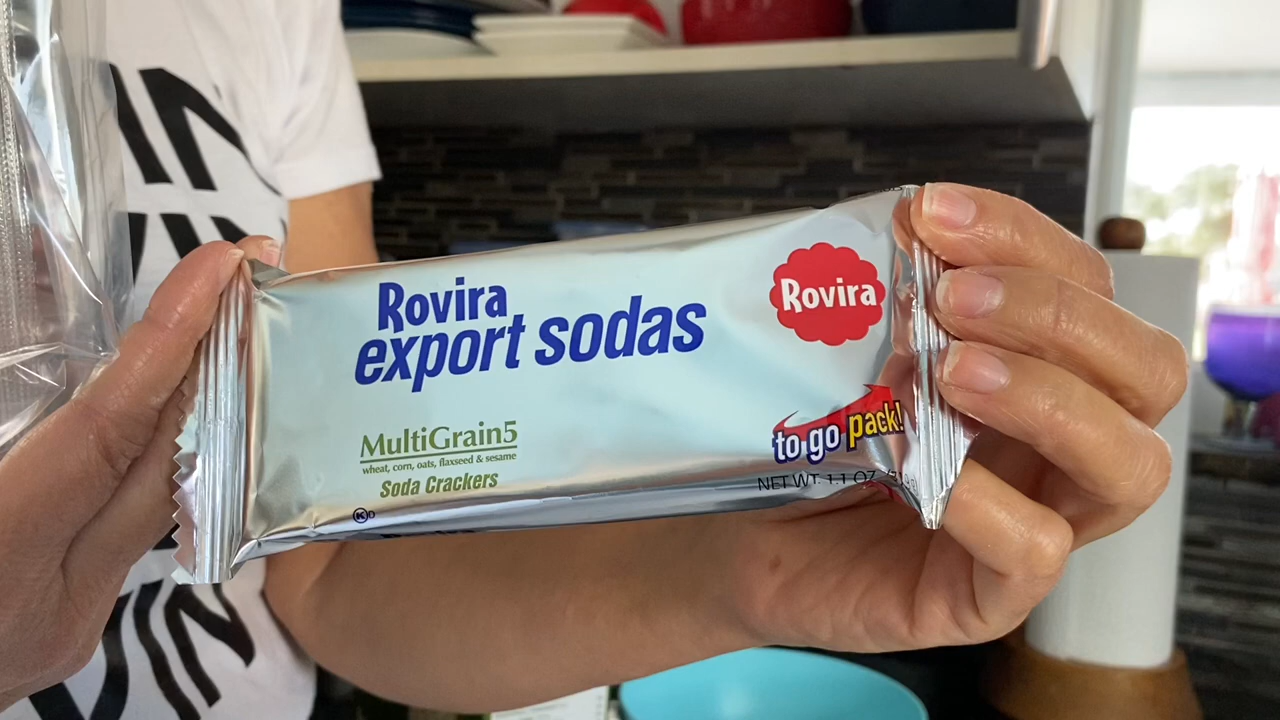 Rovira
export sodas
Rovira
MultiGrain5
wheat, corn, oats, flaxseed & sesame
Soda Crackers
to go pack!
NET WT. 1.1 OZ
K D